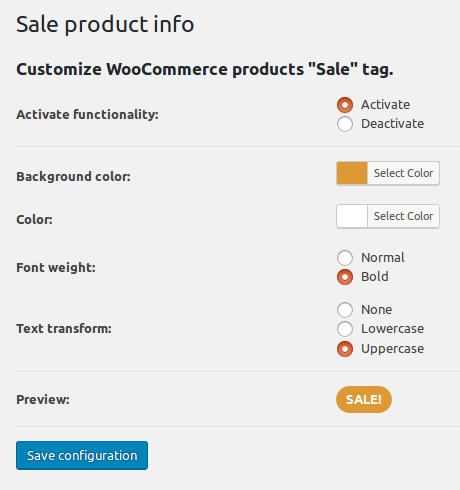 Sale product info
Customize WooCommerce products "Sale" tag.
Activate functionality:
Activate
Deactivate
Background color:
Select Color
Color:
Select Color
Font weight:
Normal
Bold
Text transform:
None
Lowercase
Uppercase
Preview:
SALE!
Save configuration